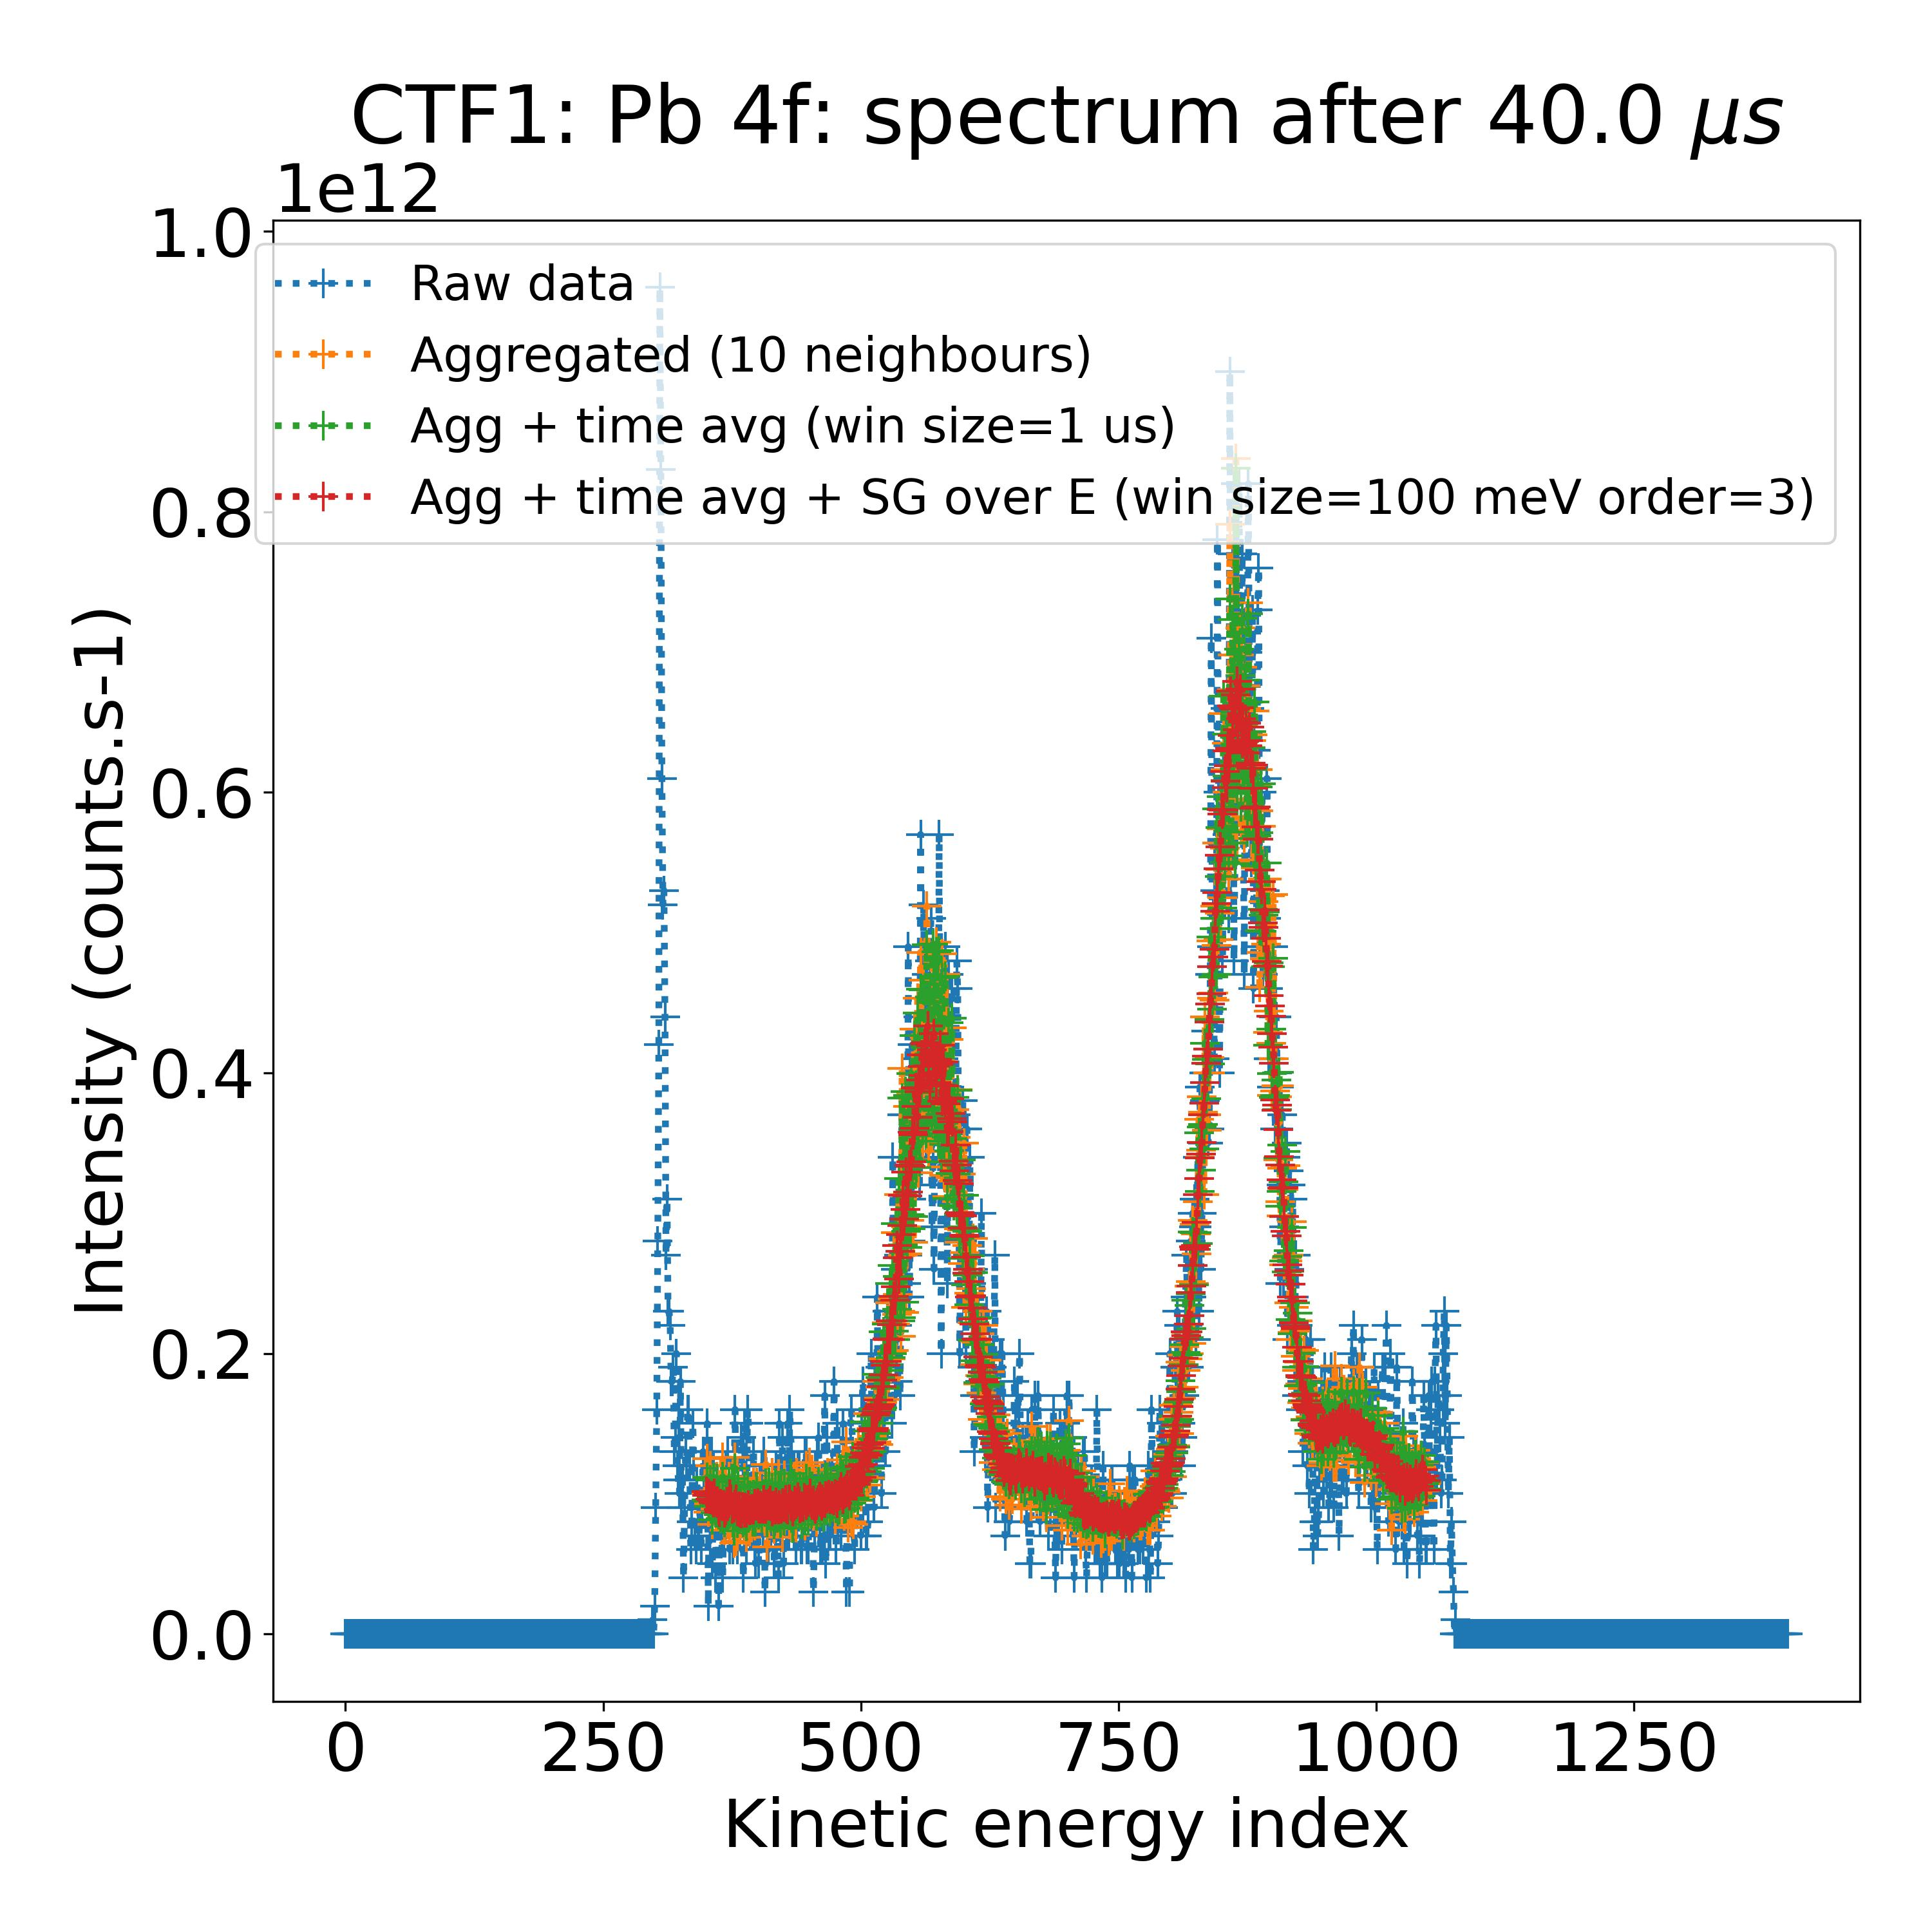 CTF1: Pb 4f: spectrum after 40.0 μs
1e12
1.0
0.8
0.6
0.4
0.2
0.0
Intensity (counts.s-1)
Raw data
Aggregated (10 neighbours)
Agg + time avg (win size=1 us)
Agg + time avg + SG over E (win size=100 meV order=3)
0 250 500 750 1000 1250
Kinetic energy index